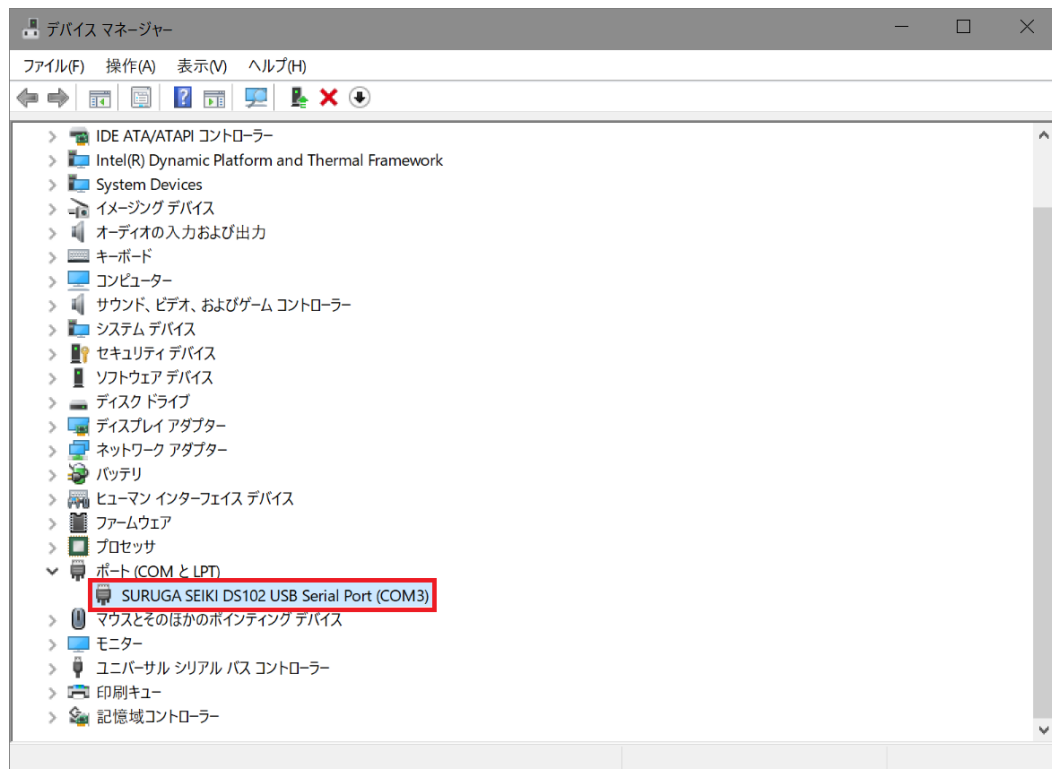 デバイス マネージャー
ファイル(F) 操作(A) 表示(V) ヘルプ(H)
IDE ATA/ATAPI コントローラー
Intel(R) Dynamic Platform and Thermal Framework
System Devices
イメージング デバイス
オーディオの入力および出力
キーボード
コンピューター
サウンド、ビデオ、およびゲーム コントローラー
システム デバイス
セキュリティ デバイス
ソフトウェア デバイス
ディスク ドライブ
ディスプレイ アダプター
ネットワーク アダプター
バッテリ
ヒューマン インターフェイス デバイス
ファームウェア
プロセッサ
ポート (COM と LPT)
SURUGA SEIKI DS102 USB Serial Port (COM3)
マウスとそのほかのポインティング デバイス
モニター
ユニバーサル シリアル バス コントローラー
印刷キュー
記憶域コントローラー